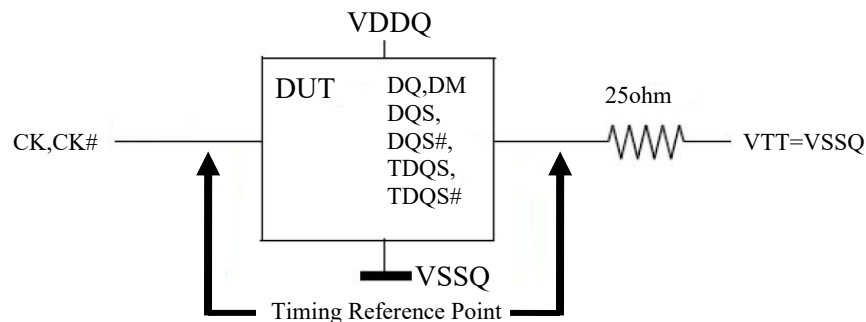 VDDQ
DUT
DQ,DM
DQS,
DQS#,
TDQS,
TDQS#
25ohm
CK,CK#
VTT=VSSQ
VSSQ
Timing Reference Point